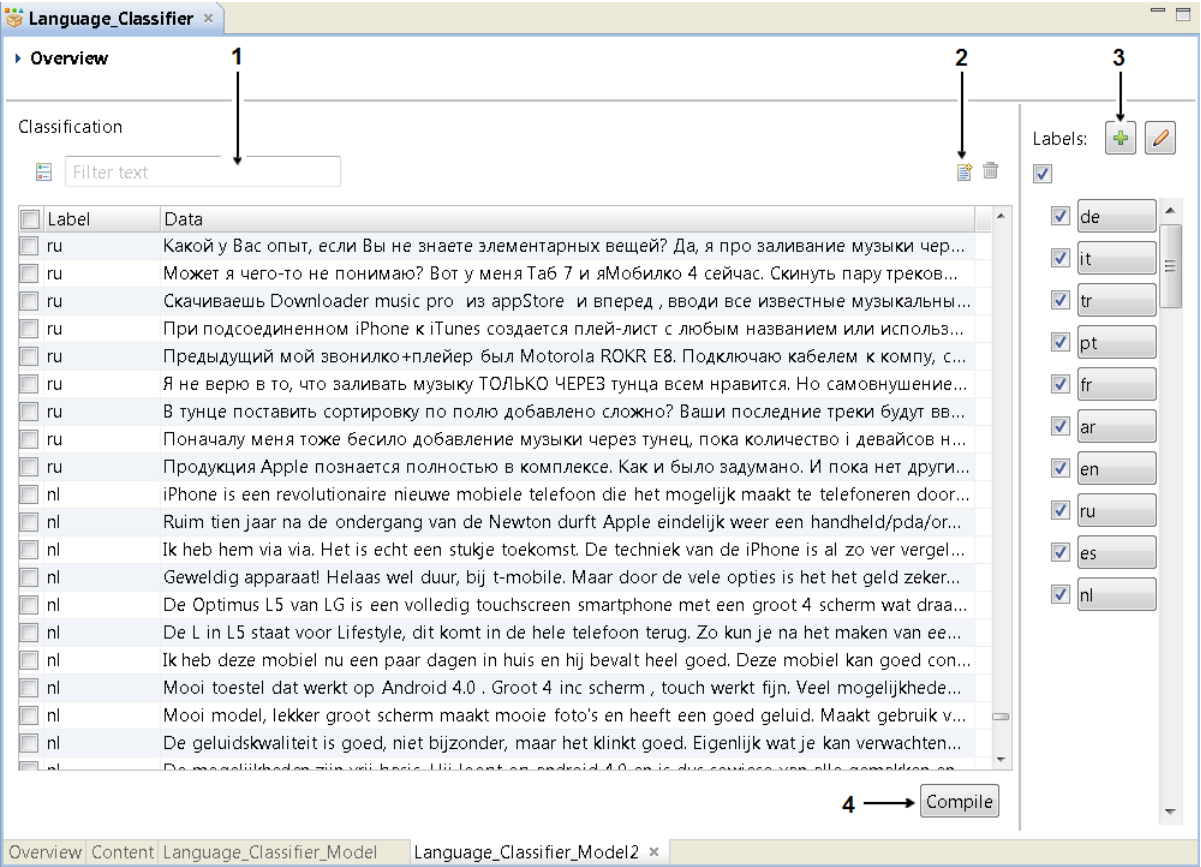 Language_Classifier
Overview
1
2
3
Classification
Labels:
Filter text
Label Data
ru Какой у Вас опыт, если Вы не знаете элементарных вещей? Да, я про заливание музыки чер...
ru Может я чего-то не понимаю? Вот у меня Таб 7 и яМобилко 4 сейчас. Скинуть пару треков...
ru Скачиваешь Downloader music pro из appStore и вперед , вводи все известные музыкальны...
ru При подсоединенном iPhone к iTunes создается плей-лист с любым названием или использ...
ru Предыдущий мой звонилко+плейер был Motorola ROKR E8. Подключаю кабелем к компу, с...
ru Я не верю в то, что заливать музыку ТОЛЬКО ЧЕРЕЗ тунца всем нравится. Но самовнушение...
ru В тунце поставить сортировку по полю добавлено сложно? Ваши последние треки будут вв...
ru Поначалу меня тоже бесило добавление музыки через тунец, пока количество i девайсов н...
ru Продукция Apple познается полностью в комплексе. Как и было задумано. И пока нет други...
nl iPhone is een revolutionaire nieuwe mobiele telefoon die het mogelijk maakt te telefoneren door...
nl Ruim tien jaar na de ondergang van de Newton durft Apple eindelijk weer een handheld/pda/or...
nl Ik heb hem via via. Het is echt een stukje toekomst. De techniek van de iPhone is al zo ver vergel...
nl Geweldig apparaat! Helaas wel duur, bij t-mobile. Maar door de vele opties is het het geld zeker...
nl De Optimus L5 van LG is een volledig touchscreen smartphone met een groot 4 scherm wat draa...
nl De L in L5 staat voor Lifestyle, dit komt in de hele telefoon terug. Zo kun je na het maken van ee...
nl Ik heb deze mobiel nu een paar dagen in huis en hij bevalt heel goed. Deze mobiel kan goed con...
nl Mooi toestel dat werkt op Android 4.0 . Groot 4 inc scherm , touch werkt fijn. Veel mogelijkhede...
nl Mooi model, lekker groot scherm maakt mooie foto's en heeft een goed geluid. Maakt gebruik v...
nl De geluidskwaliteit is goed, niet bijzonder, maar het klinkt goed. Eigenlijk wat je kan verwachten...
de
it
tr
pt
fr
ar
en
ru
es
nl
4
Compile
Overview Content Language_Classifier_Model Language_Classifier_Model2